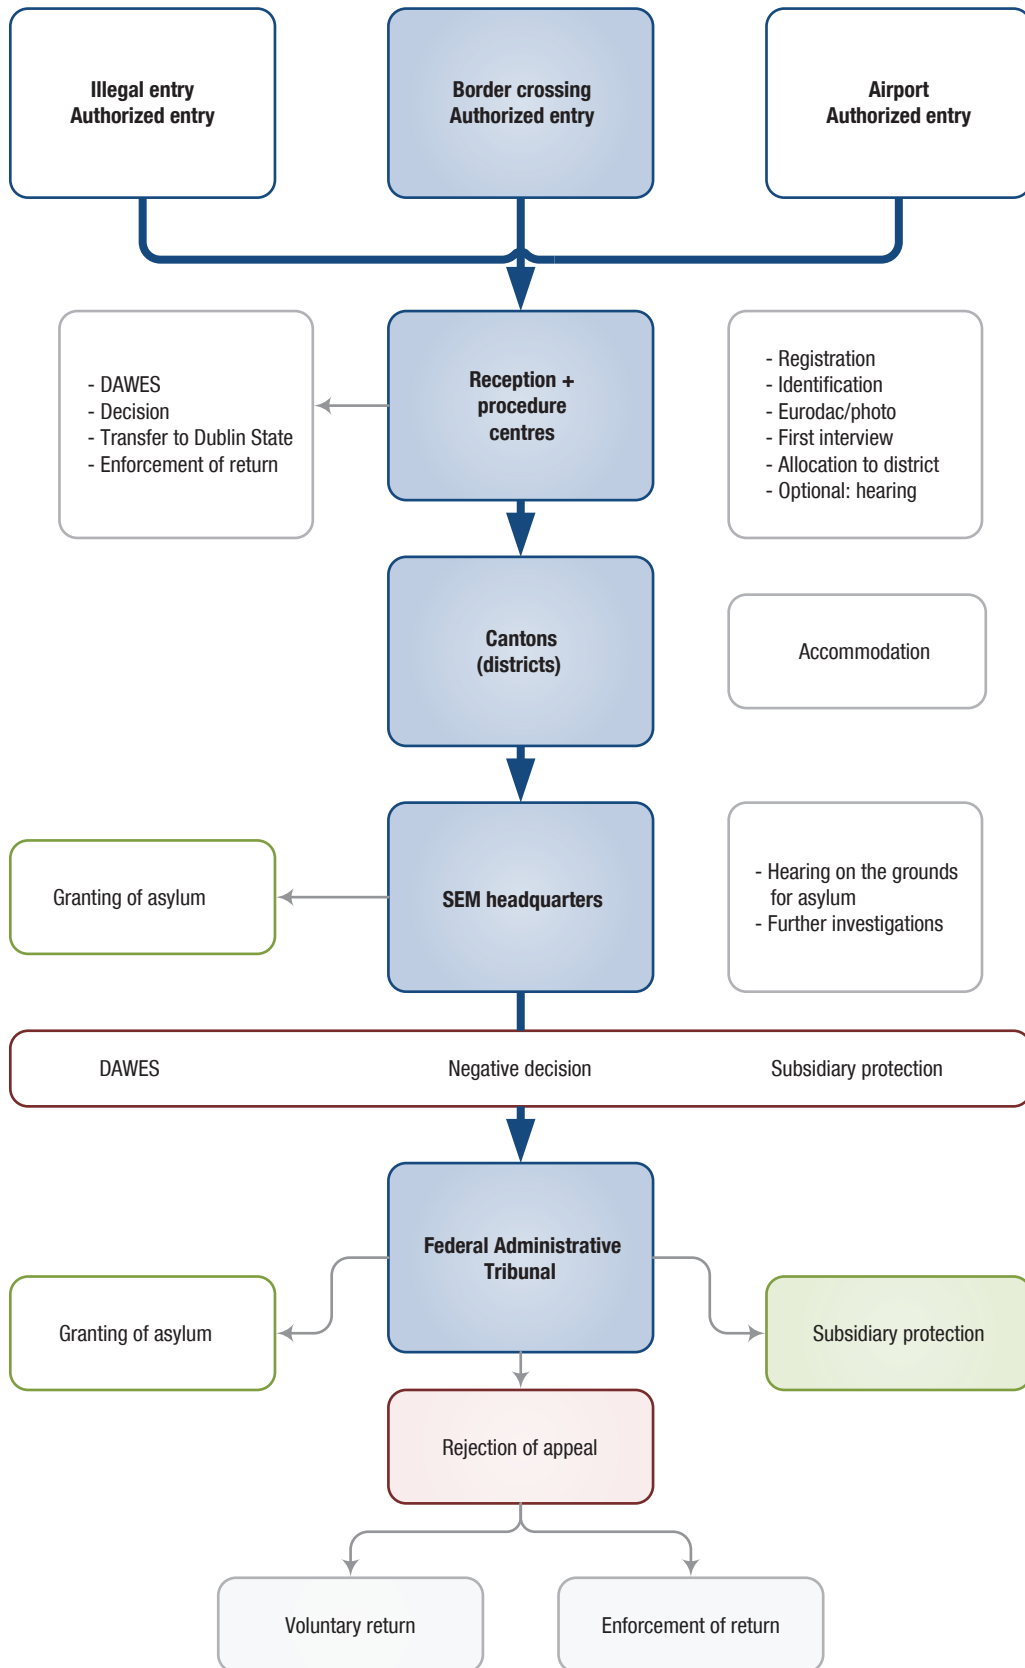 Illegal entry
Authorized entry
Border crossing
Authorized entry
Airport
Authorized entry
- DAWES
- Decision
- Transfer to Dublin State
- Enforcement of return
Reception +
procedure
centres
- Registration
- Identification
- Eurodac/photo
- First interview
- Allocation to district
- Optional: hearing
Cantons
(districts)
Accommodation
Granting of asylum
SEM headquarters
- Hearing on the grounds
for asylum
- Further investigations
DAWES
Negative decision
Subsidiary protection
Federal Administrative
Tribunal
Granting of asylum
Subsidiary protection
Rejection of appeal
Voluntary return
Enforcement of return